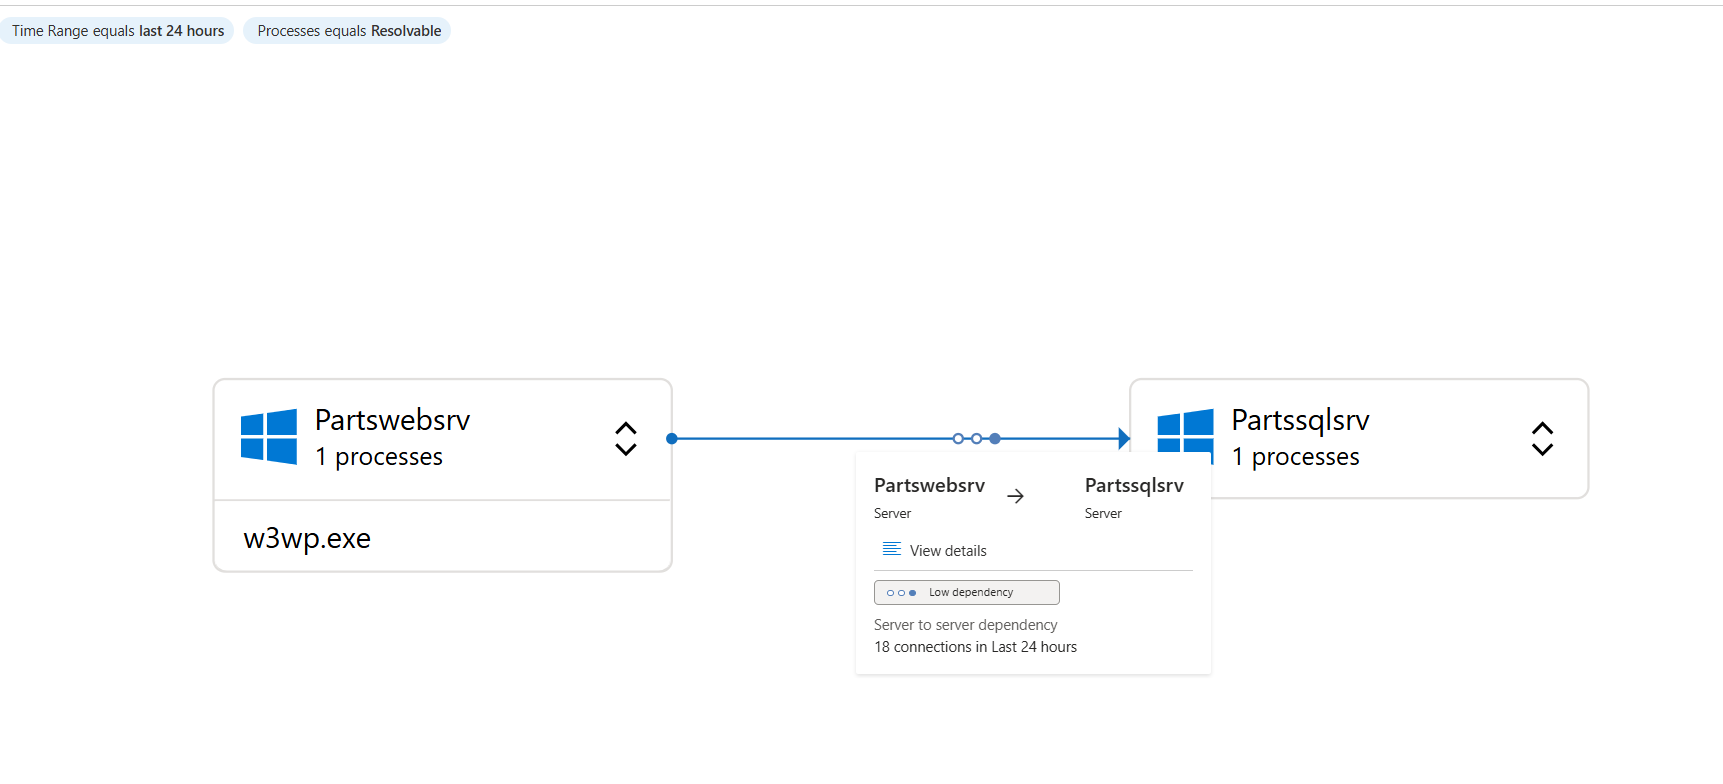 Time Range equals last 24 hours
Processes equals Resolvable
Partswebsrv
1 processes
w3wp.exe
Partssqlsrv
1 processes
Partswebsrv
Server
Partssqlsrv
Server
View details
Low dependency
Server to server dependency
18 connections in Last 24 hours